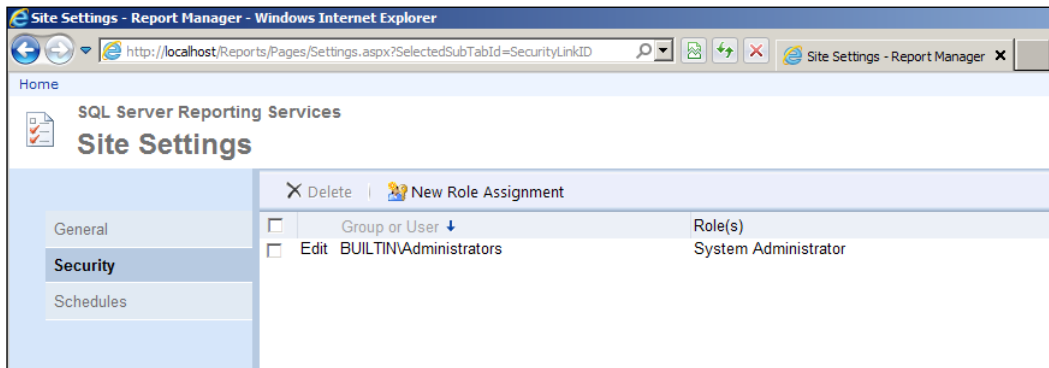 Site Settings - Report Manager - Windows Internet Explorer
http://localhost/Reports/Pages/Settings.aspx?SelectedSubTabId=SecurityLinkID
Site Settings - Report Manager
Home
SQL Server Reporting Services
Site Settings
Delete | New Role Assignment
General
Security
Schedules
Group or User Role(s)
Edit BUILTIN\Administrators System Administrator